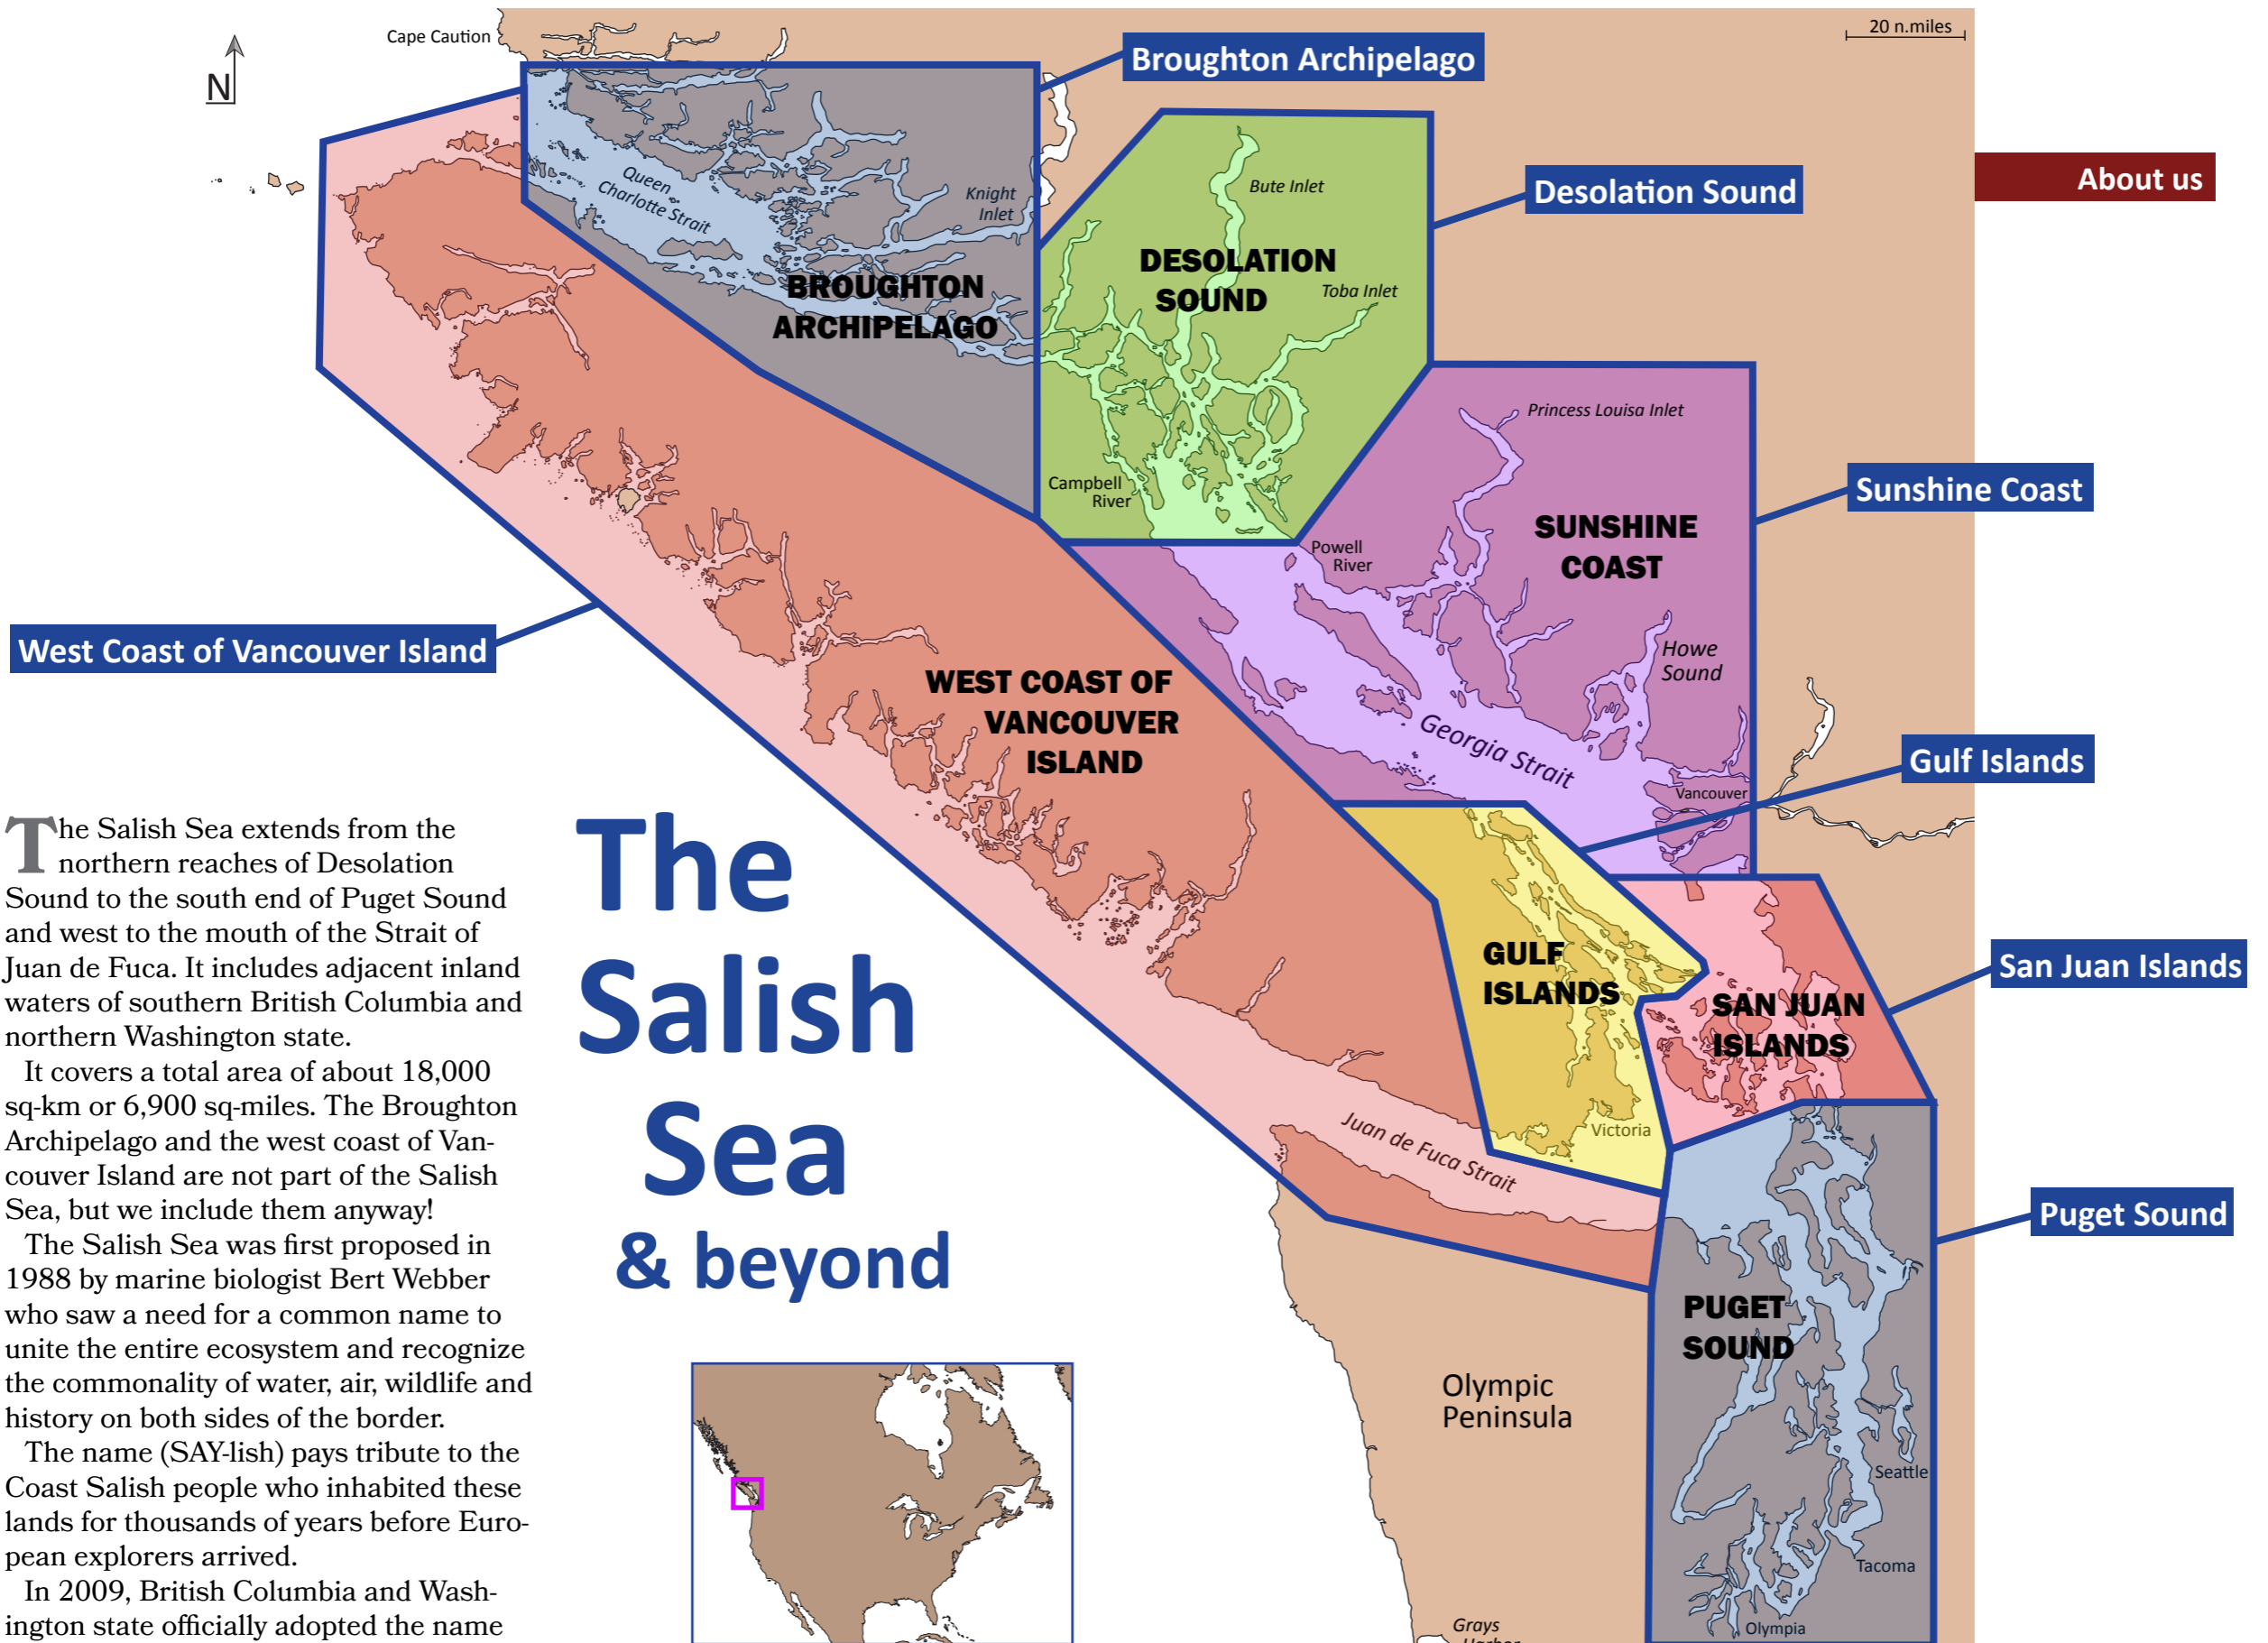 Cape Caution
N
20 n.miles
Broughton Archipelago
About us
Desolation Sound
Queen
Charlotte Strait
Knight
Inlet
Bute Inlet
DESOLATION
SOUND
Toba Inlet
BROUGHTON
ARCHIPELAGO
Princess Louisa Inlet
Campbell
River
Sunshine Coast
SUNSHINE
COAST
Powell
River
West Coast of Vancouver Island
Howe
Sound
WEST COAST OF
VANCOUVER
ISLAND
Georgia Strait
Gulf Islands
Vancouver
The Salish Sea extends from the
northern reaches of Desolation
Sound to the south end of Puget Sound
and west to the mouth of the Strait of
Juan de Fuca. It includes adjacent inland
waters of southern British Columbia and
northern Washington state.
It covers a total area of about 18,000
sq-km or 6,900 sq-miles. The Broughton
Archipelago and the west coast of Van-
couver Island are not part of the Salish
Sea, but we include them anyway!
The Salish Sea was first proposed in
1988 by marine biologist Bert Webber
who saw a need for a common name to
unite the entire ecosystem and recognize
the commonality of water, air, wildlife and
history on both sides of the border.
The name (SAY-lish) pays tribute to the
Coast Salish people who inhabited these
lands for thousands of years before Euro-
pean explorers arrived.
In 2009, British Columbia and Wash-
ington state officially adopted the name
The
Salish
Sea
& beyond
GULF
ISLANDS
San Juan Islands
SAN JUAN
ISLANDS
Juan de Fuca Strait
Victoria
Puget Sound
PUGET
SOUND
Olympic
Peninsula
Seattle
Tacoma
Olympia
Grays
Harbor